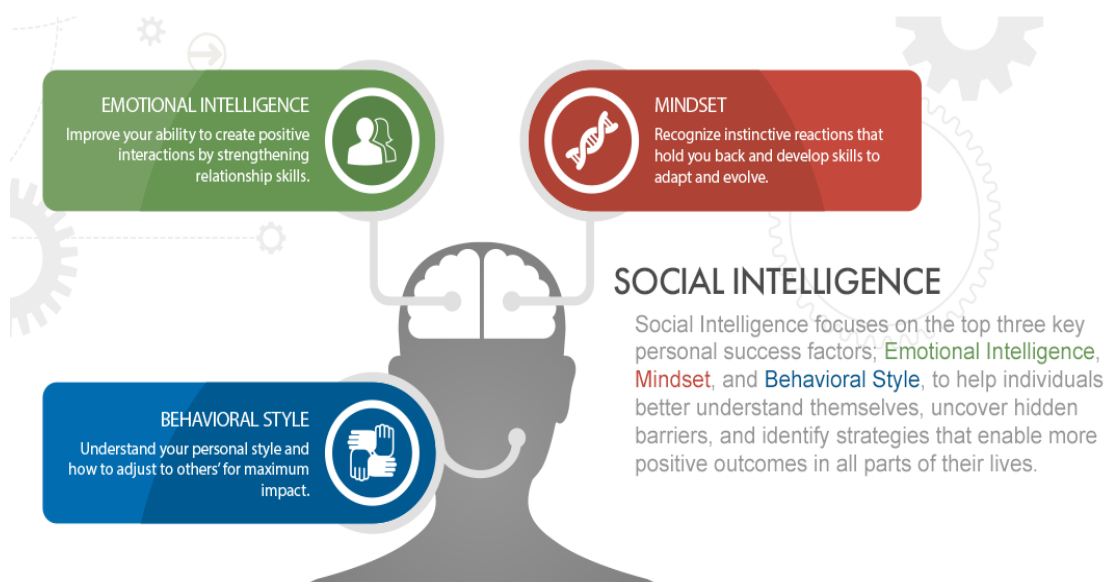 EMOTIONAL INTELLIGENCE
Improve your ability to create positive
interactions by strengthening
relationship skills.
MINDSET
Recognize instinctive reactions that
hold you back and develop skills to
adapt and evolve.
SOCIAL INTELLIGENCE
Social Intelligence focuses on the top three key
personal success factors; Emotional Intelligence,
Mindset, and Behavioral Style, to help individuals
better understand themselves, uncover hidden
barriers, and identify strategies that enable more
positive outcomes in all parts of their lives.
BEHAVIORAL STYLE
Understand your personal style and
how to adjust to others’ for maximum
impact.